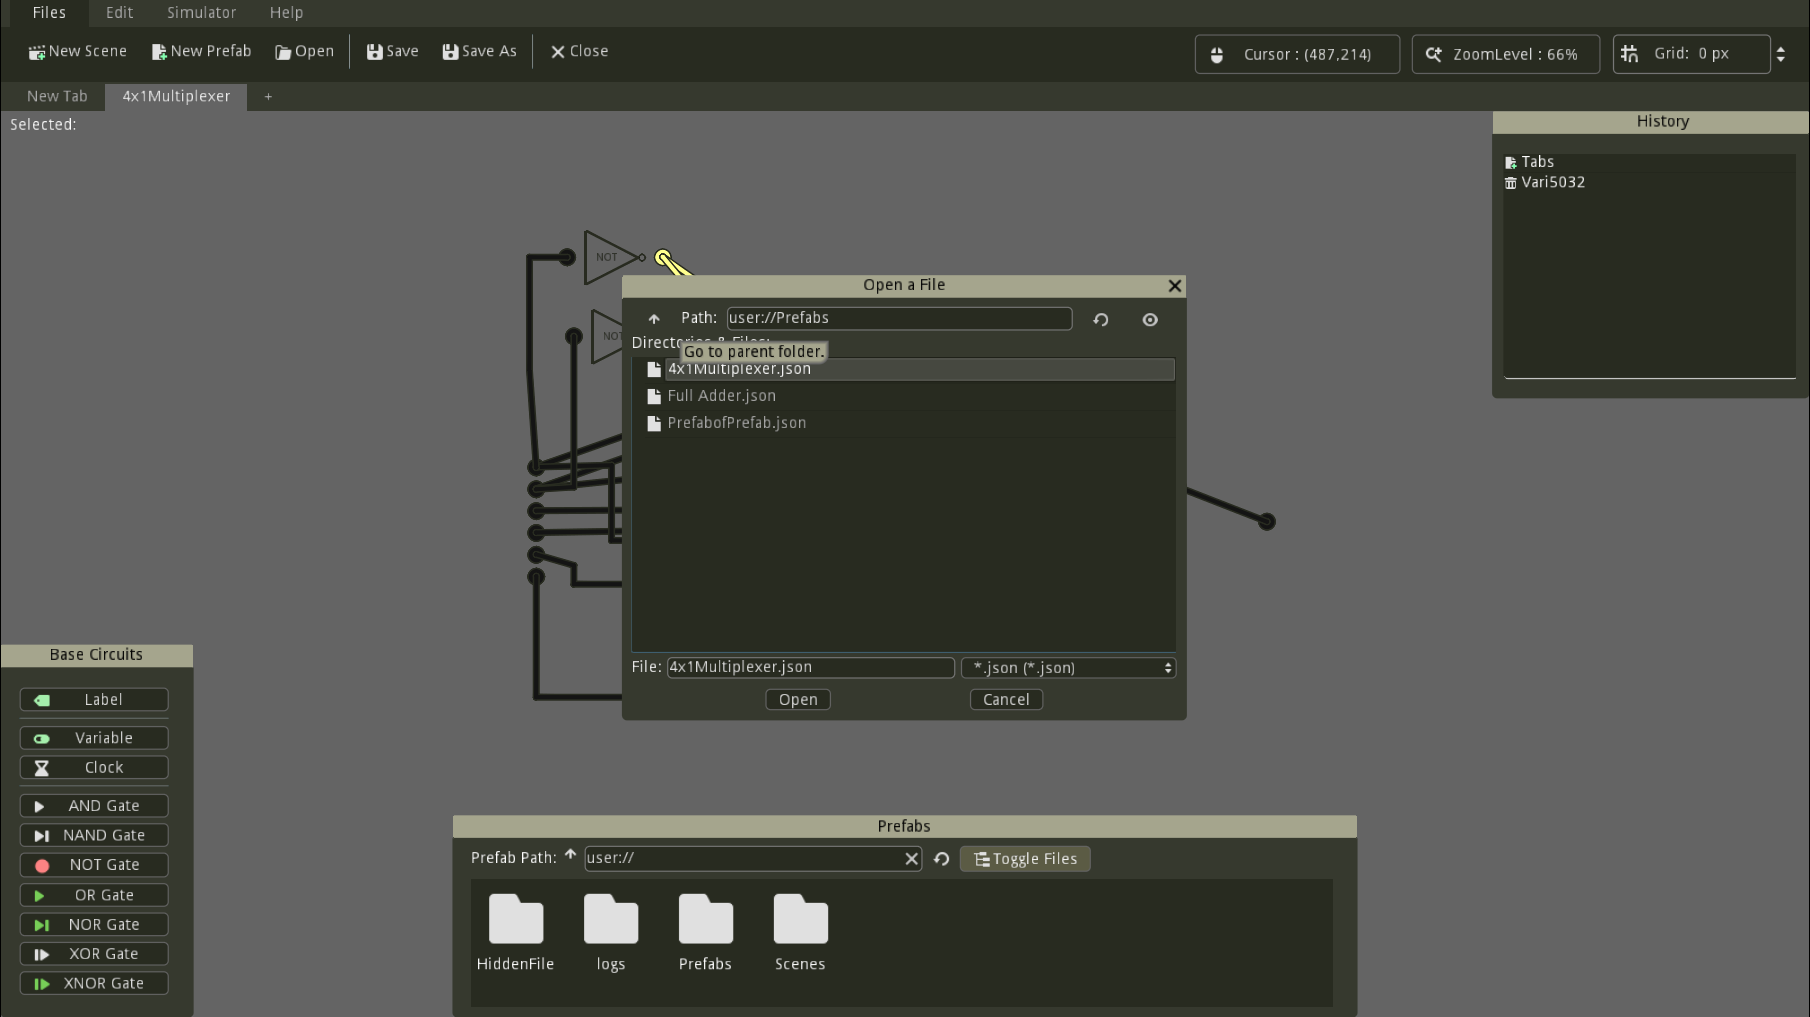 Files Edit Simulator Help
New Scene New Prefab Open Save Save As Close
Cursor : (487,214) ZoomLevel : 66% Grid: 0 px
New Tab 4x1Multiplexer +
Selected:
History
Tabs
Vari5032
NOT
NOT
Open a File
Path: user://Prefabs
Directories & Files:
Go to parent folder.
4x1Multiplexer.json
Full Adder.json
PrefabofPrefab.json
File: 4x1Multiplexer.json *.json (*.json)
Open Cancel
Base Circuits
Label
Variable
Clock
AND Gate
NAND Gate
NOT Gate
OR Gate
NOR Gate
XOR Gate
XNOR Gate
Prefabs
Prefab Path: user:// Toggle Files
HiddenFile logs Prefabs Scenes